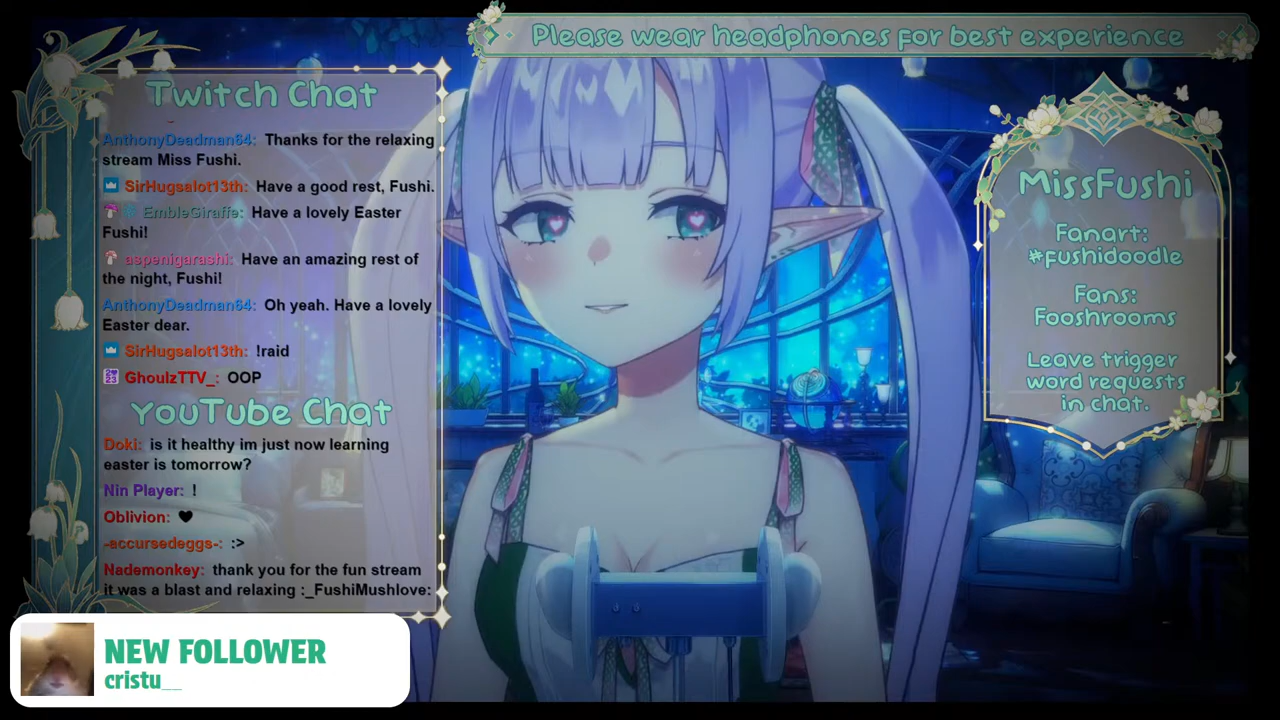 Please wear headphones for best experience
Twitch Chat
AnthonyDeadman64: Thanks for the relaxing
stream Miss Fushi.
SirHugsalot13th: Have a good rest, Fushi.
EmbleGiraffe: Have a lovely Easter
Fushi!
aspenigarashi: Have an amazing rest of
the night, Fushi!
AnthonyDeadman64: Oh yeah. Have a lovely
Easter dear.
SirHugsalot13th: !raid
GhoulzTTV_: OOP
YouTube Chat
Doki: is it healthy im just now learning
easter is tomorrow?
Nin Player: !
Oblivion: 🖤
-accursedeggs-: :>
Nademonkey: thank you for the fun stream
it was a blast and relaxing :_FushiMushlove:
NEW FOLLOWER
cristu__
MissFushi
Fanart:
#fushidoodle
Fans:
Fooshrooms
Leave trigger
word requests
in chat.